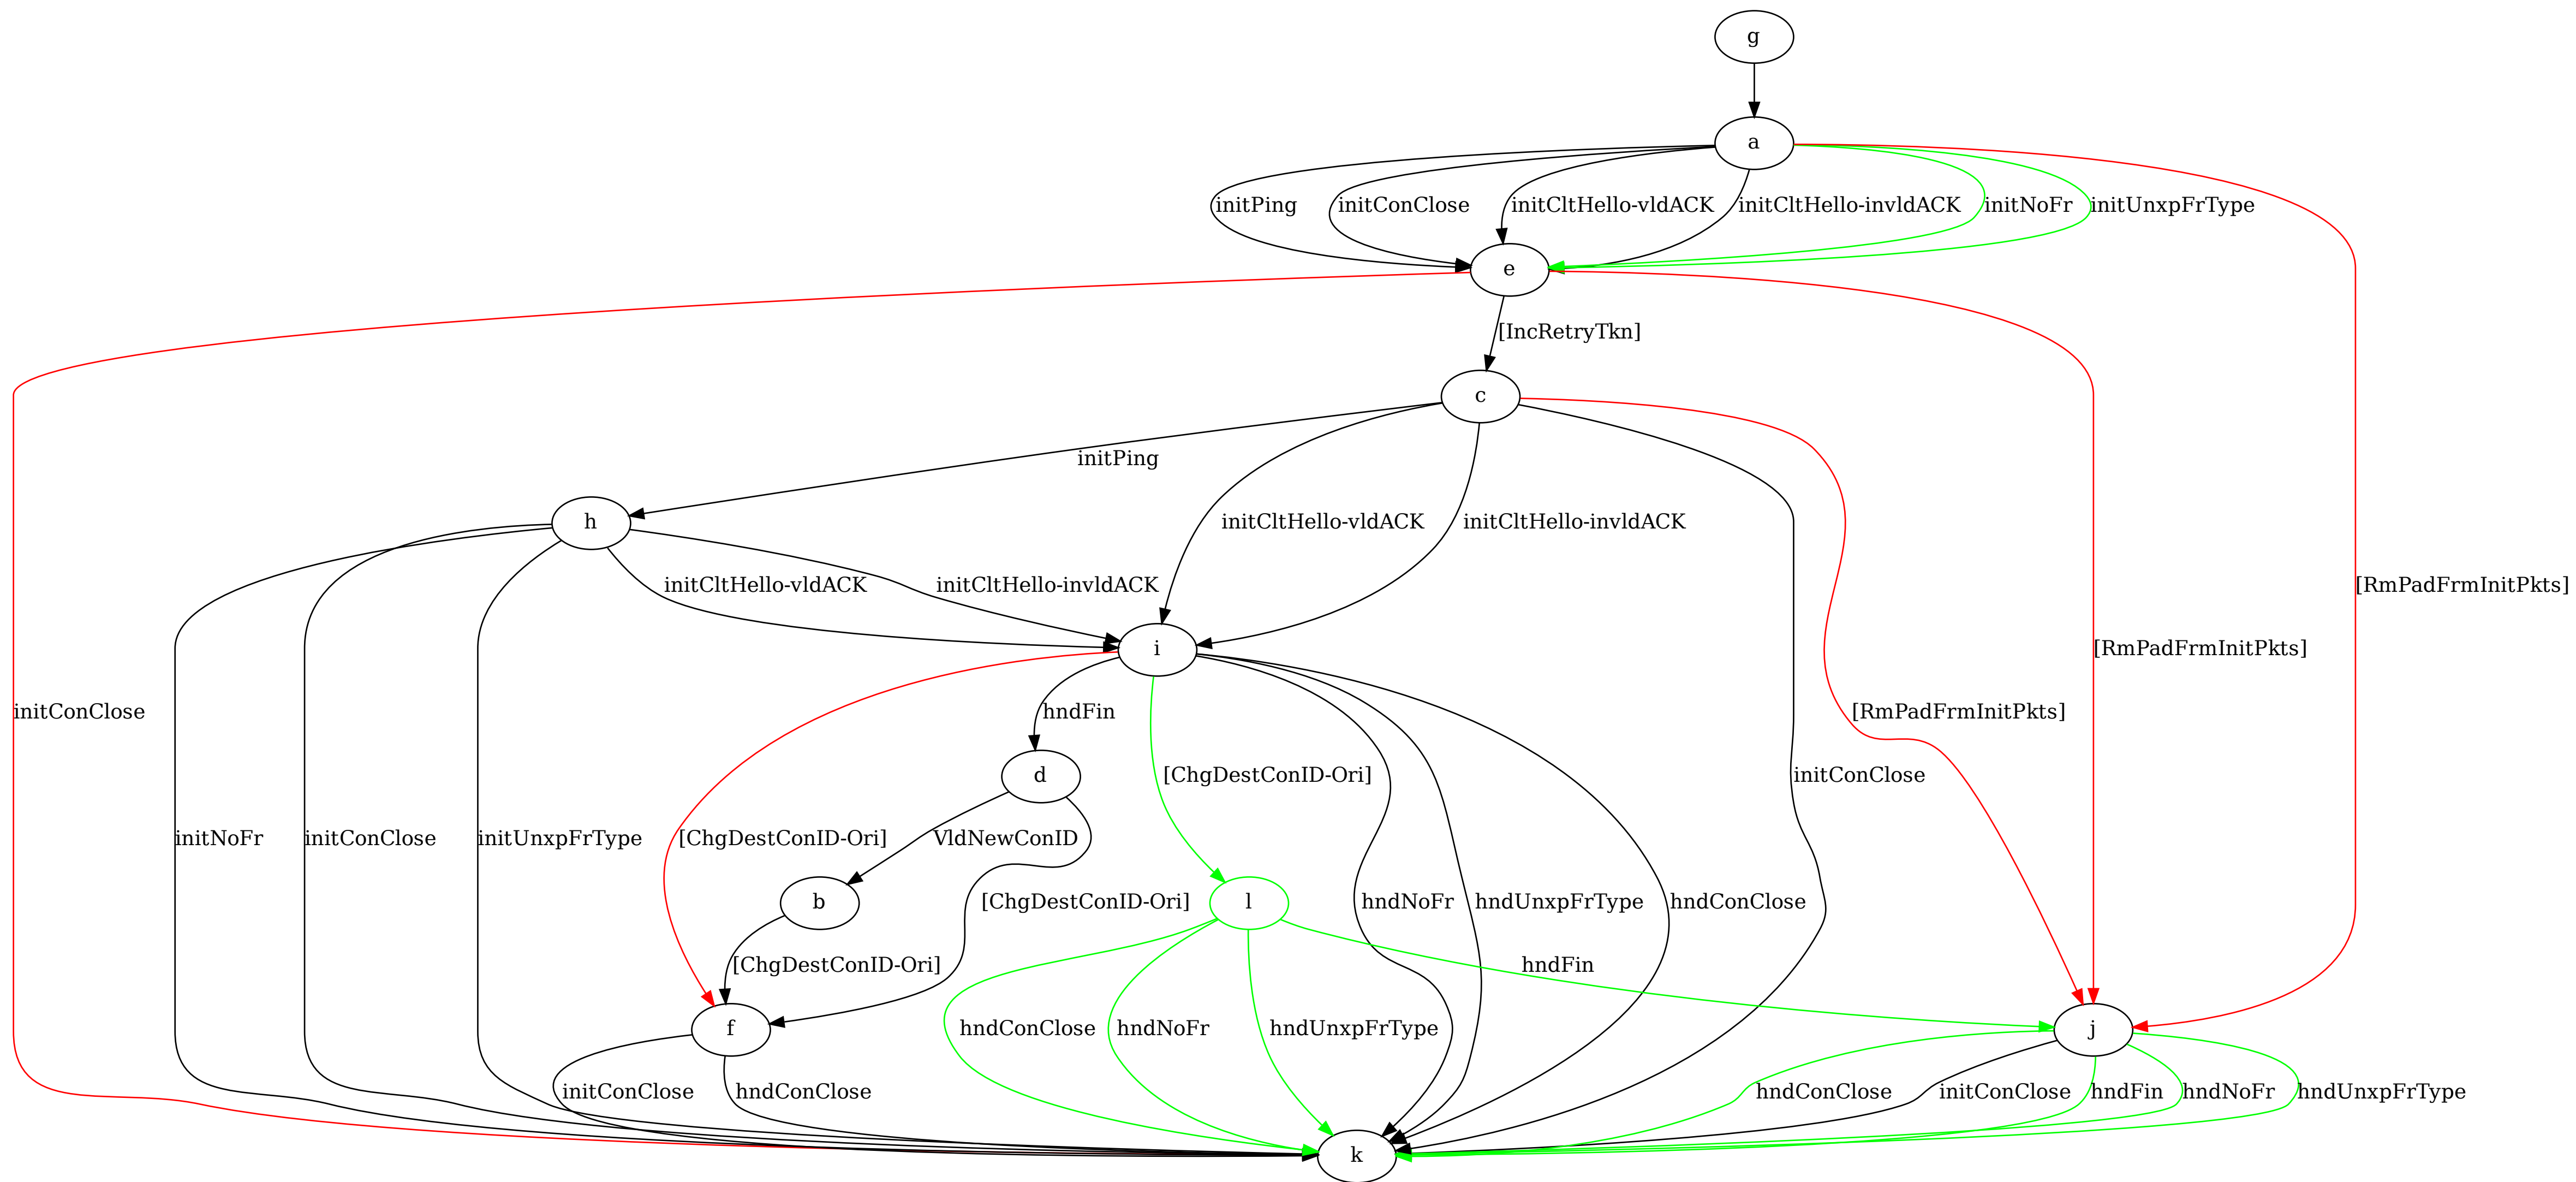 g
a
initPing
initConClose
initCltHello-vldACK
initCltHello-invldACK
initNoFr
initUnxpFrType
e
[IncRetryTkn]
c
initPing
h
initCltHello-vldACK
initCltHello-invldACK
initCltHello-vldACK
initCltHello-invldACK
[RmPadFrmInitPkts]
i
[RmPadFrmInitPkts]
initConClose
hndFin
[RmPadFrmInitPkts]
d
[ChgDestConID-Ori]
initConClose
initNoFr
initConClose
initUnxpFrType
[ChgDestConID-Ori]
VldNewConID
b
[ChgDestConID-Ori]
l
hndNoFr
hndUnxpFrType
hndConClose
[ChgDestConID-Ori]
hndFin
f
hndConClose
hndNoFr
hndUnxpFrType
j
initConClose
hndConClose
hndConClose
initConClose
hndFin
hndNoFr
hndUnxpFrType
k